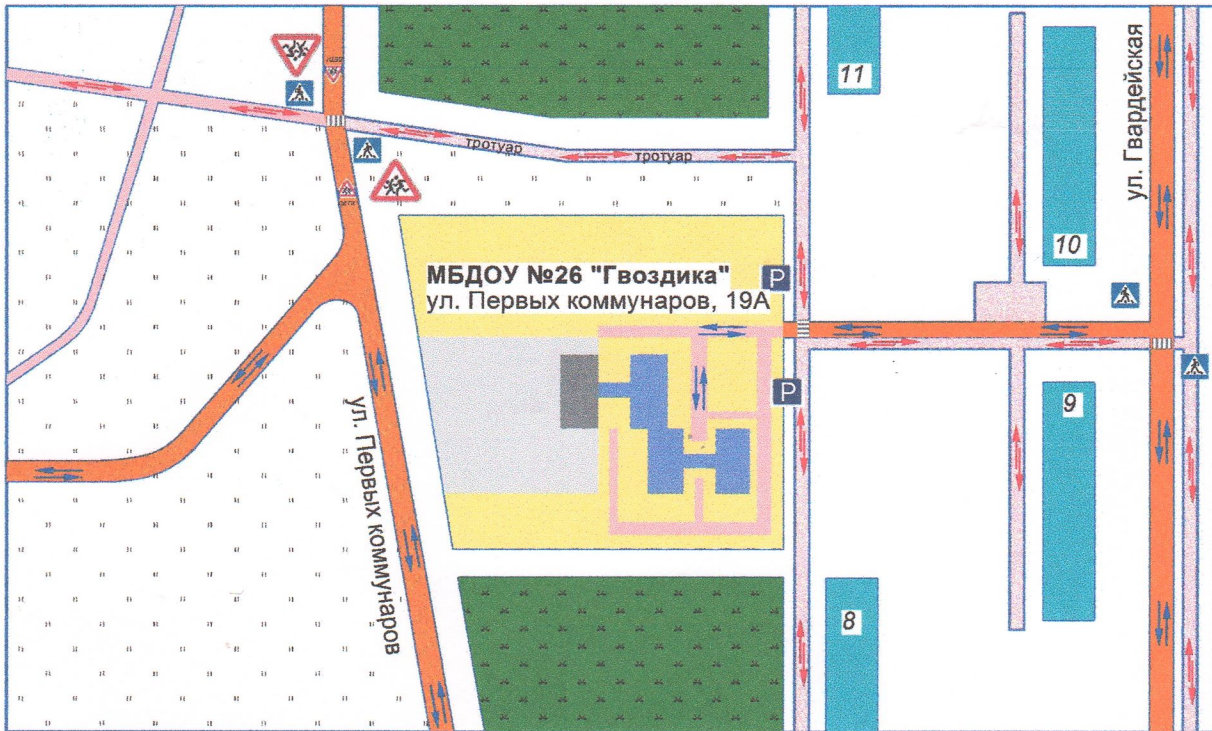 11
ул. Гвардейская
тротуар
тротуар
10
МБДОУ №26 "Гвоздика"
ул. Первых коммунаров, 19А
P
P
9
ул. Первых коммунаров
8